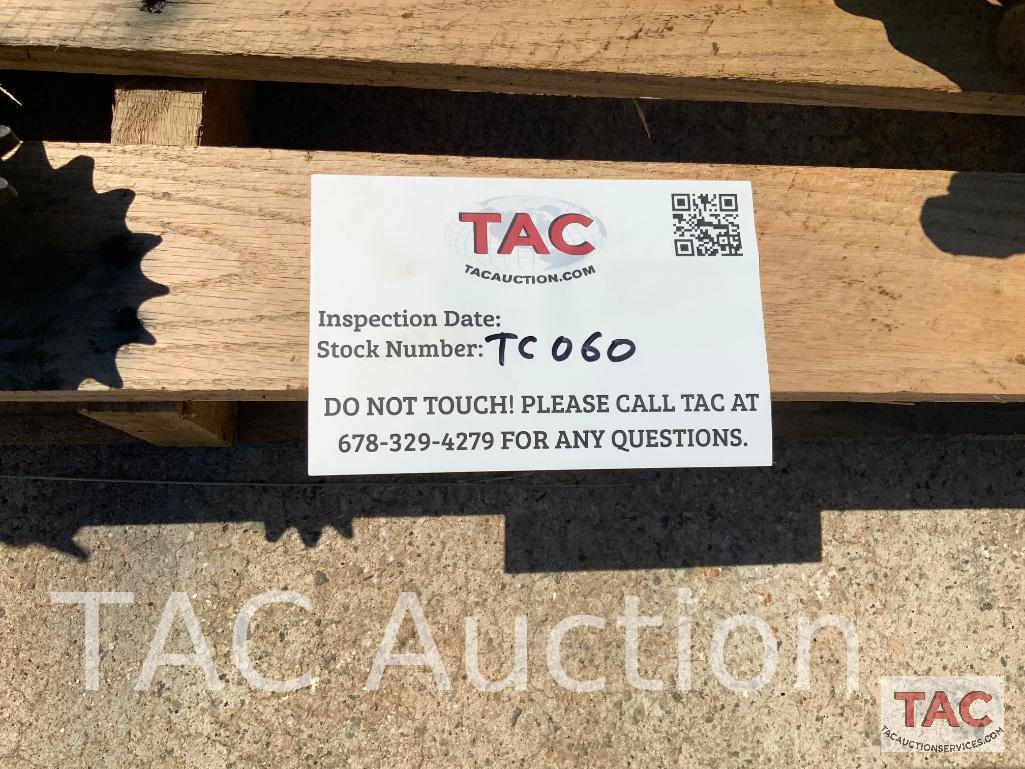 TAC
TACAUCTION.COM
Inspection Date:
Stock Number: TC060
DO NOT TOUCH! PLEASE CALL TAC AT
678-329-4279 FOR ANY QUESTIONS.
TAC Auction
TAC
TACAUCTIONSERVICES.COM